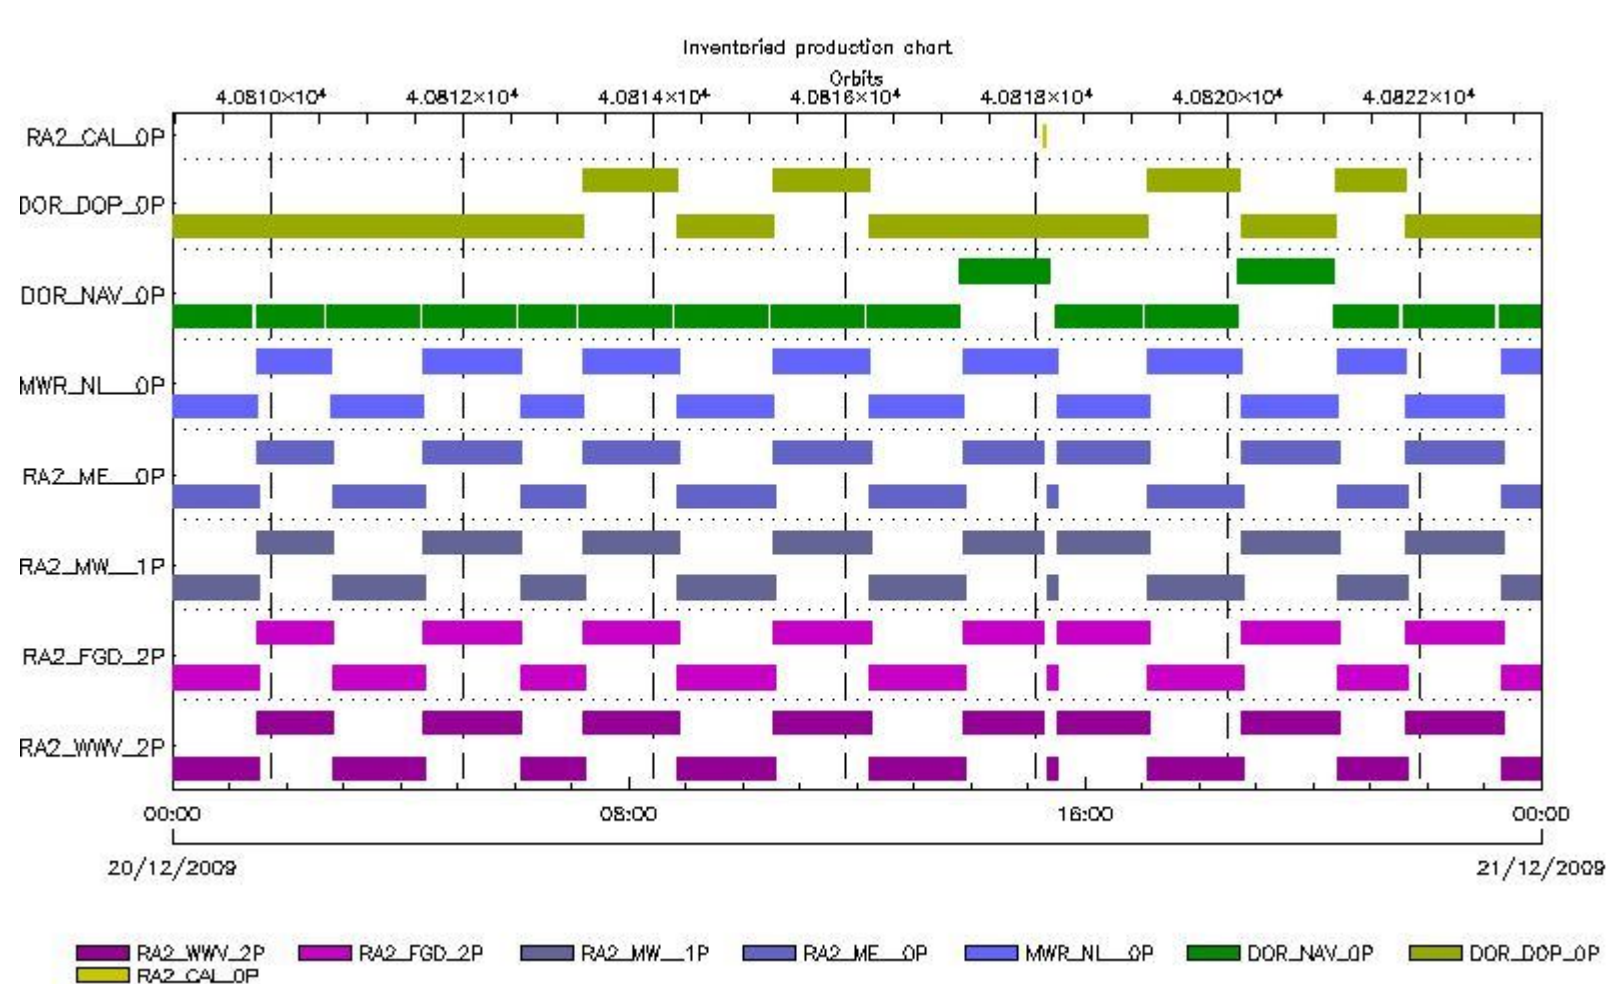 Inventoried production chart
Orbits
4.0810×10⁴ 4.0812×10⁴ 4.0814×10⁴ 4.0816×10⁴ 4.0818×10⁴ 4.0820×10⁴ 4.0822×10⁴
RA2_CAL_0P
DOR_DOP_0P
DOR_NAV_0P
MWR_NL__0P
RA2_ME__0P
RA2_MW__1P
RA2_FGD_2P
RA2_WWV_2P
00:00 08:00 16:00 00:00
20/12/2009 21/12/2009
RA2_WWV_2P RA2_FGD_2P RA2_MW__1P RA2_ME__0P MWR_NL__0P DOR_NAV_0P DOR_DOP_0P
RA2_CAL_0P